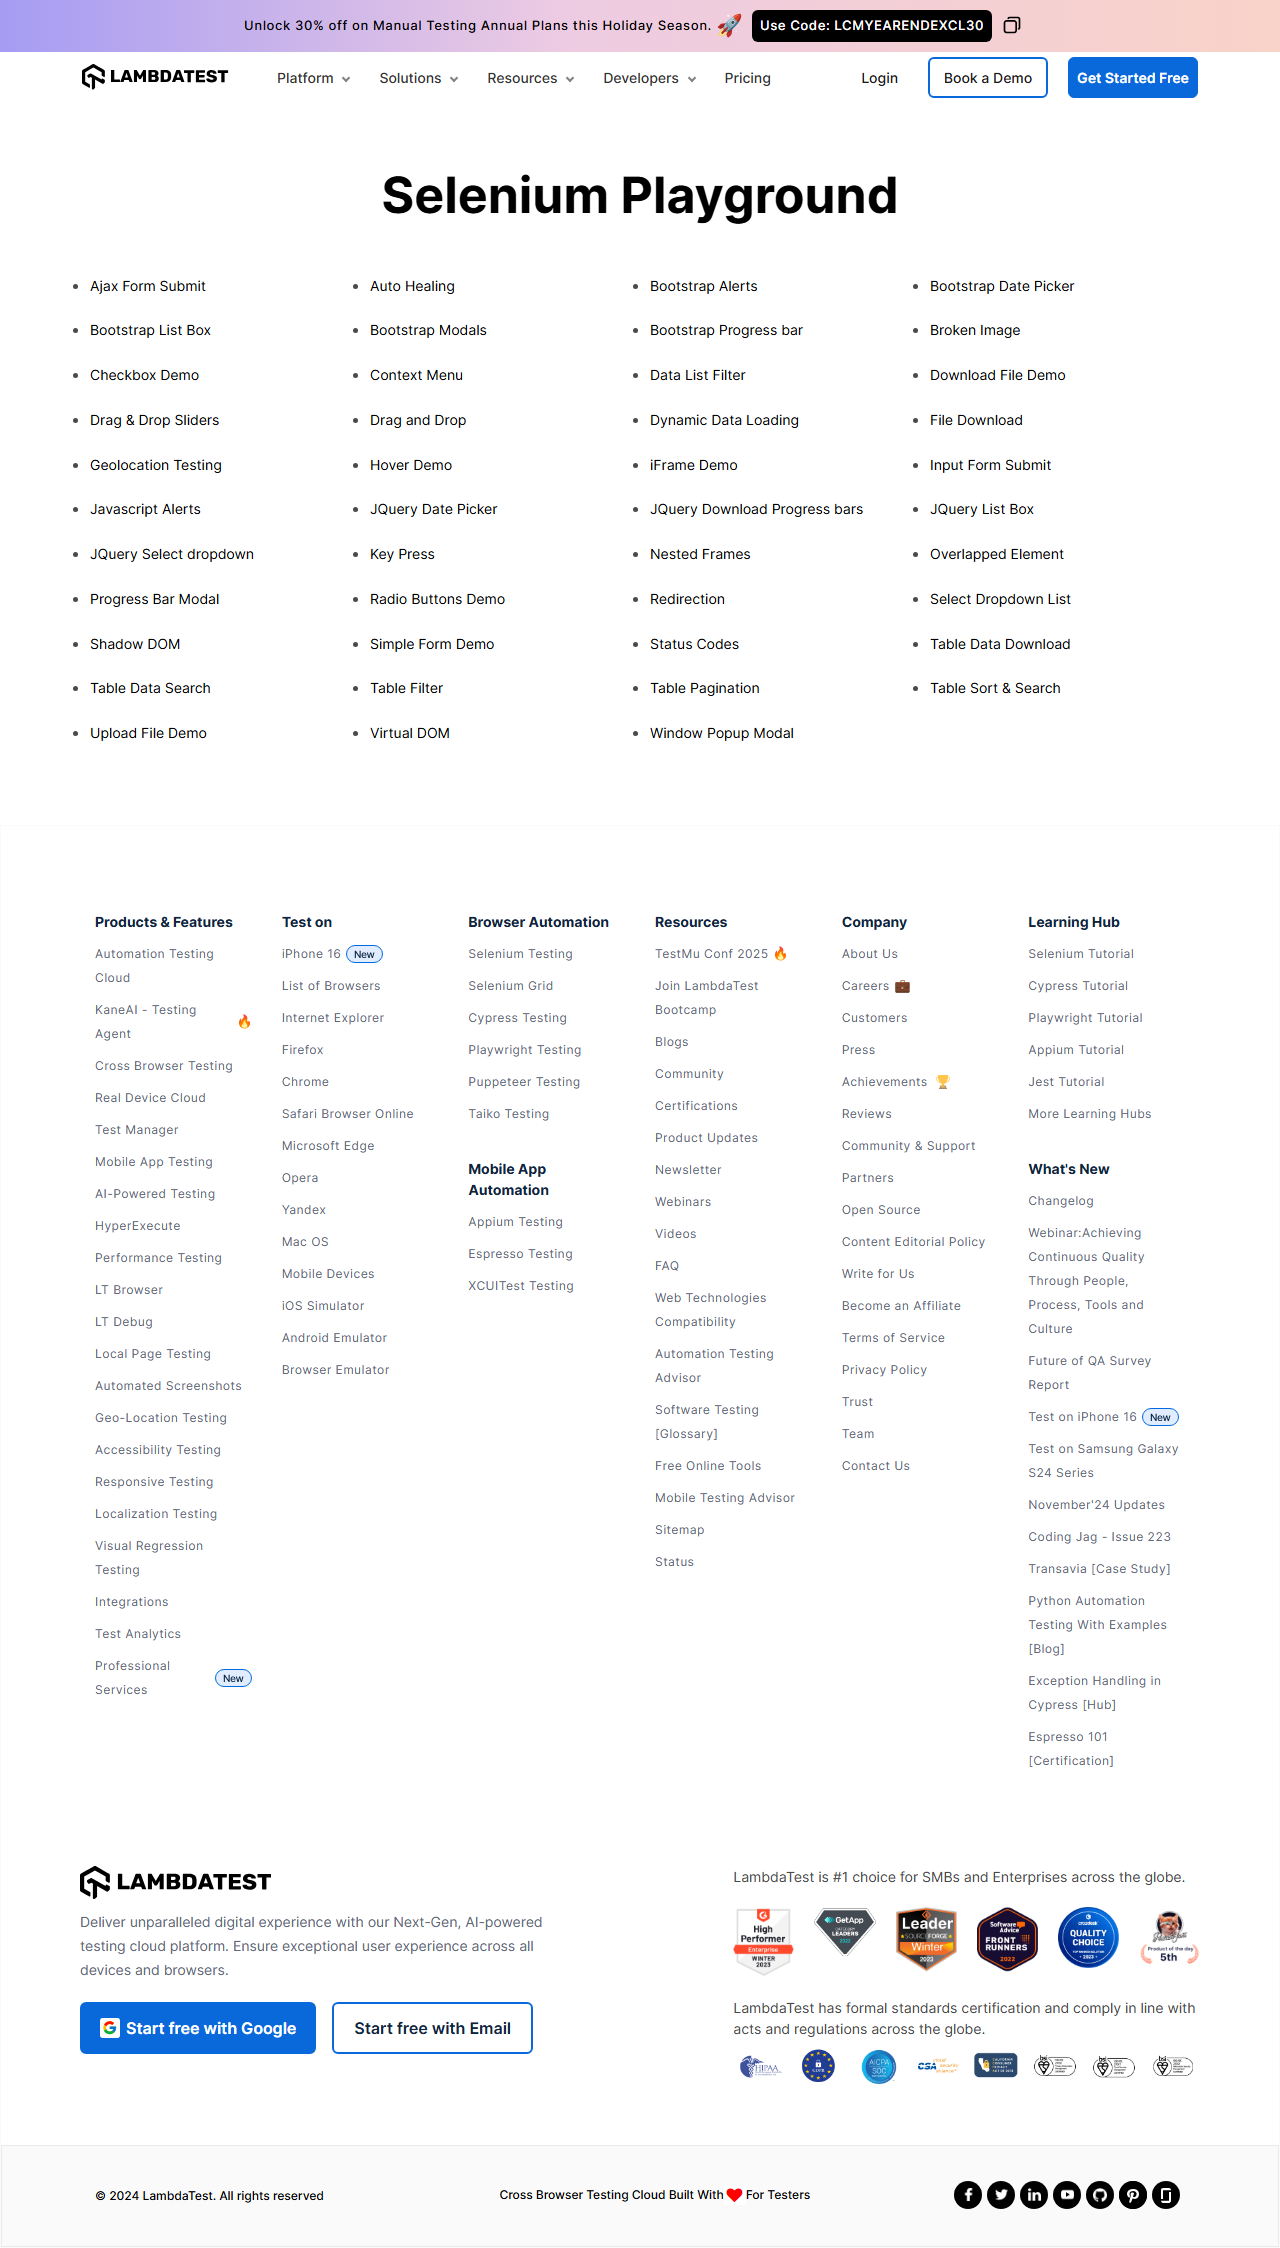 Unlock 30% off on Manual Testing Annual Plans this Holiday Season. 🚀 Use Code: LCMYEARENDEXCL30
LAMBDATEST Platform Solutions Resources Developers Pricing Login Book a Demo Get Started Free
Selenium Playground
Ajax Form Submit
Auto Healing
Bootstrap Alerts
Bootstrap Date Picker
Bootstrap List Box
Bootstrap Modals
Bootstrap Progress bar
Broken Image
Checkbox Demo
Context Menu
Data List Filter
Download File Demo
Drag & Drop Sliders
Drag and Drop
Dynamic Data Loading
File Download
Geolocation Testing
Hover Demo
iFrame Demo
Input Form Submit
Javascript Alerts
JQuery Date Picker
JQuery Download Progress bars
JQuery List Box
JQuery Select dropdown
Key Press
Nested Frames
Overlapped Element
Progress Bar Modal
Radio Buttons Demo
Redirection
Select Dropdown List
Shadow DOM
Simple Form Demo
Status Codes
Table Data Download
Table Data Search
Table Filter
Table Pagination
Table Sort & Search
Upload File Demo
Virtual DOM
Window Popup Modal
Products & Features
Automation Testing
Cloud
KaneAI - Testing
Agent 🔥
Cross Browser Testing
Real Device Cloud
Test Manager
Mobile App Testing
AI-Powered Testing
HyperExecute
Performance Testing
LT Browser
LT Debug
Local Page Testing
Automated Screenshots
Geo-Location Testing
Accessibility Testing
Responsive Testing
Localization Testing
Visual Regression
Testing
Integrations
Test Analytics
Professional
Services New
Test on
iPhone 16 New
List of Browsers
Internet Explorer
Firefox
Chrome
Safari Browser Online
Microsoft Edge
Opera
Yandex
Mac OS
Mobile Devices
iOS Simulator
Android Emulator
Browser Emulator
Browser Automation
Selenium Testing
Selenium Grid
Cypress Testing
Playwright Testing
Puppeteer Testing
Taiko Testing
Mobile App
Automation
Appium Testing
Espresso Testing
XCUITest Testing
Resources
TestMu Conf 2025 🔥
Join LambdaTest
Bootcamp
Blogs
Community
Certifications
Product Updates
Newsletter
Webinars
Videos
FAQ
Web Technologies
Compatibility
Automation Testing
Advisor
Software Testing
[Glossary]
Free Online Tools
Mobile Testing Advisor
Sitemap
Status
Company
About Us
Careers 💼
Customers
Press
Achievements 🏆
Reviews
Community & Support
Partners
Open Source
Content Editorial Policy
Write for Us
Become an Affiliate
Terms of Service
Privacy Policy
Trust
Team
Contact Us
Learning Hub
Selenium Tutorial
Cypress Tutorial
Playwright Tutorial
Appium Tutorial
Jest Tutorial
More Learning Hubs
What's New
Changelog
Webinar:Achieving
Continuous Quality
Through People,
Process, Tools and
Culture
Future of QA Survey
Report
Test on iPhone 16 New
Test on Samsung Galaxy
S24 Series
November'24 Updates
Coding Jag - Issue 223
Transavia [Case Study]
Python Automation
Testing With Examples
[Blog]
Exception Handling in
Cypress [Hub]
Espresso 101
[Certification]
LAMBDATEST
Deliver unparalleled digital experience with our Next-Gen, AI-powered
testing cloud platform. Ensure exceptional user experience across all
devices and browsers.
Start free with Google
Start free with Email
LambdaTest is #1 choice for SMBs and Enterprises across the globe.
High
Performer
Enterprise
WINTER
2023
GetApp
CATEGORY
LEADERS
2022
Leader
SOURCEFORGE
Winter
2023
Software
Advice
FRONT
RUNNERS
2022
crozdesk
QUALITY
CHOICE
2023
Product of the day
5th
LambdaTest has formal standards certification and comply in line with
acts and regulations across the globe.
HIPAA
GDPR
AICPA
SOC
CSA
bsi
bsi
bsi
© 2024 LambdaTest. All rights reserved
Cross Browser Testing Cloud Built With ❤ For Testers